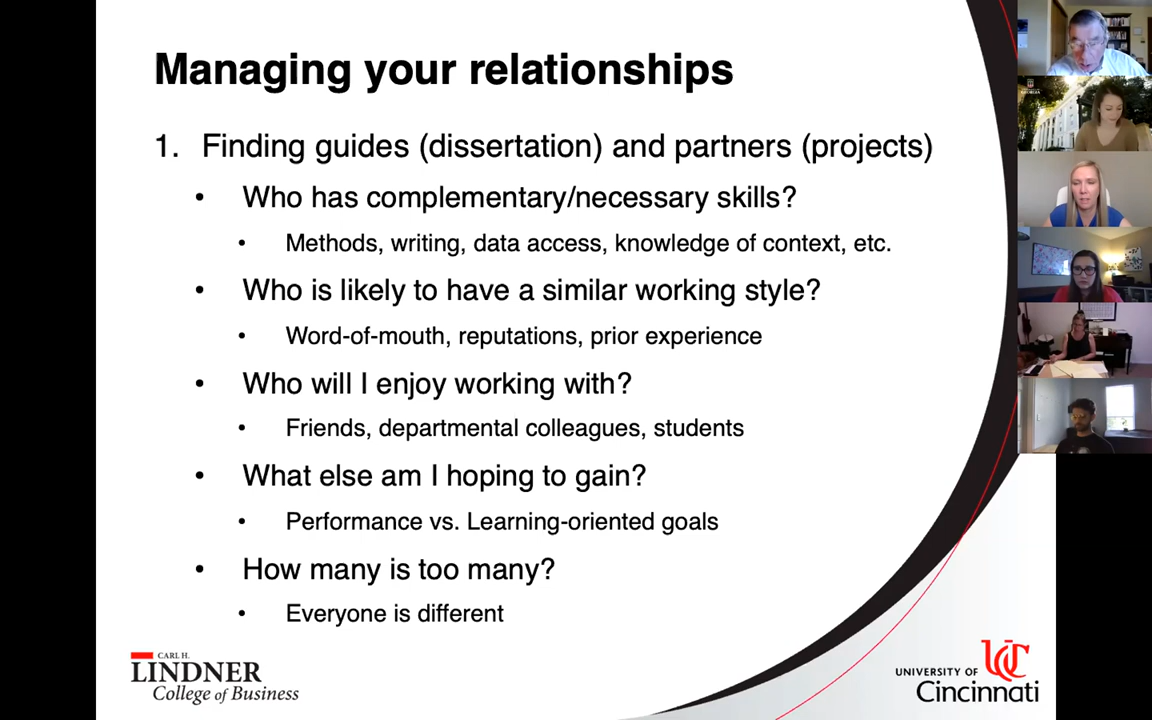 Managing your relationships
1. Finding guides (dissertation) and partners (projects)
• Who has complementary/necessary skills?
• Methods, writing, data access, knowledge of context, etc.
• Who is likely to have a similar working style?
• Word-of-mouth, reputations, prior experience
• Who will I enjoy working with?
• Friends, departmental colleagues, students
• What else am I hoping to gain?
• Performance vs. Learning-oriented goals
• How many is too many?
• Everyone is different
CARL H.
LINDNER
College of Business
UC
UNIVERSITY OF
Cincinnati